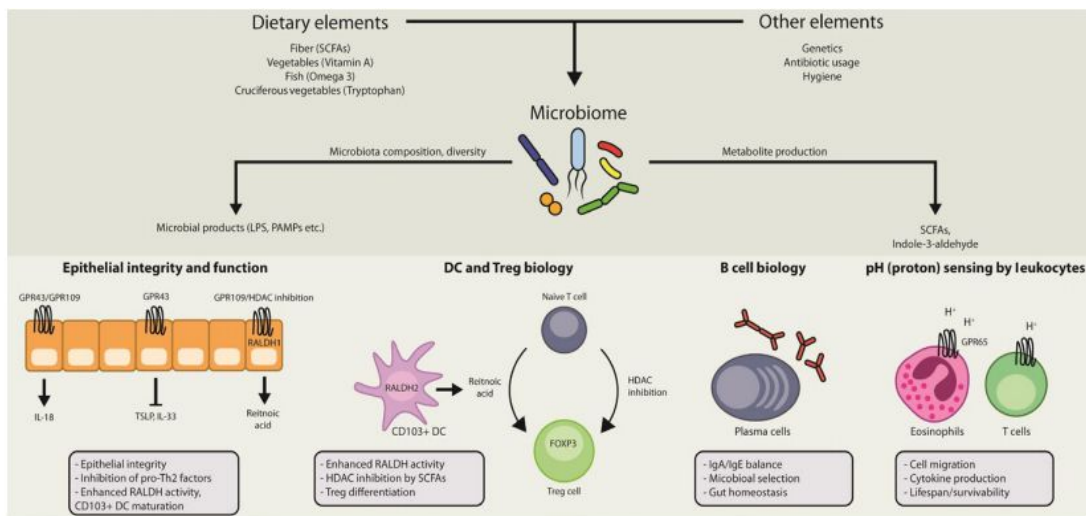 Dietary elements
Fiber (SCFAs)
Vegetables (Vitamin A)
Fish (Omega 3)
Cruciferous vegetables (Tryptophan)
Other elements
Genetics
Antibiotic usage
Hygiene
Microbiome
Microbiota composition, diversity
Metabolite production
Microbial products (LPS, PAMPs etc.)
SCFAs,
Indole-3-aldehyde
Epithelial integrity and function
GPR43/GPR109
GPR43
GPR109/HDAC inhibition
RALDH1
IL-18
TSLP, IL-33
Reitnoic
acid
- Epithelial integrity
- Inhibition of pro-Th2 factors
- Enhanced RALDH activity,
CD103+ DC maturation
DC and Treg biology
Naive T cell
RALDH2
Reitnoic
acid
HDAC
inhibition
CD103+ DC
FOXP3
Treg cell
- Enhanced RALDH activity
- HDAC inhibition by SCFAs
- Treg differentiation
B cell biology
Plasma cells
- IgA/IgE balance
- Micobioal selection
- Gut homeostasis
pH (proton) sensing by leukocytes
H+
H+
H+
GPR65
Eosinophils
T cells
- Cell migration
- Cytokine production
- Lifespan/survivability